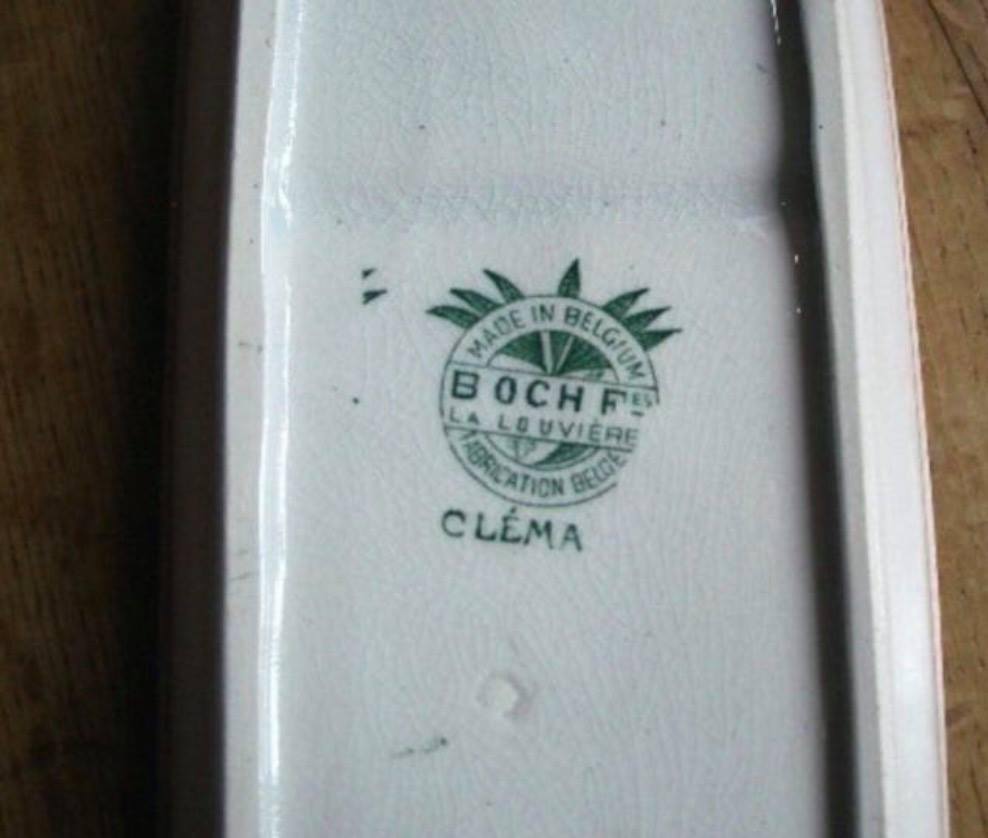 MADE IN BELGIUM
BOCH Fres
LA LOUVIÈRE
FABRICATION BELGE
CLÉMA